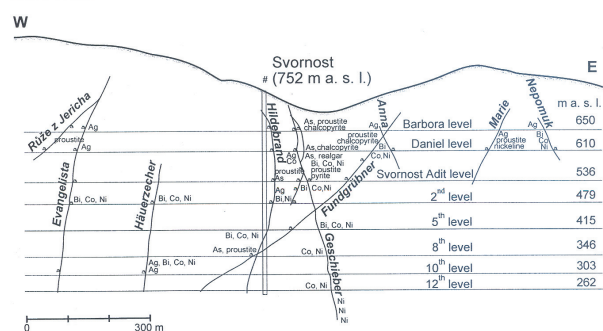 W
Svornost
(752 m a. s. l.)
E
m a. s. l.
#
Růže z Jericha
Hildebrand
Anna
Marie
Nepomuk
As, proustite
chalcopyrite
Ag
Barbora level
650
Ag
proustite
Ag
As, chalcopyrite
proustite
chalcopyrite
Bi
Daniel level
Ag
proustite
nickeline
Ag
Bi
Co
Ni
610
Ag
Co
As, realgar
Bi, Co, Ni
proustite
pyrite
Co, Ni
proustite
As
Svornost Adit level
536
Evangelista
Häuerzecher
Fundgrübner
Bi, Co, Ni
Bi, Co, Ni
Ag
Bi, Ni
Bi Co, Ni
2nd level
479
Bi, Co, Ni
Bi, Co, Ni
5th level
415
Geschieber
As, proustite
Co, Ni
8th level
346
Ag, Bi, Co, Ni
Ag
10th level
303
Co, Ni
12th level
262
Ni
Ni
Ni
0
300 m